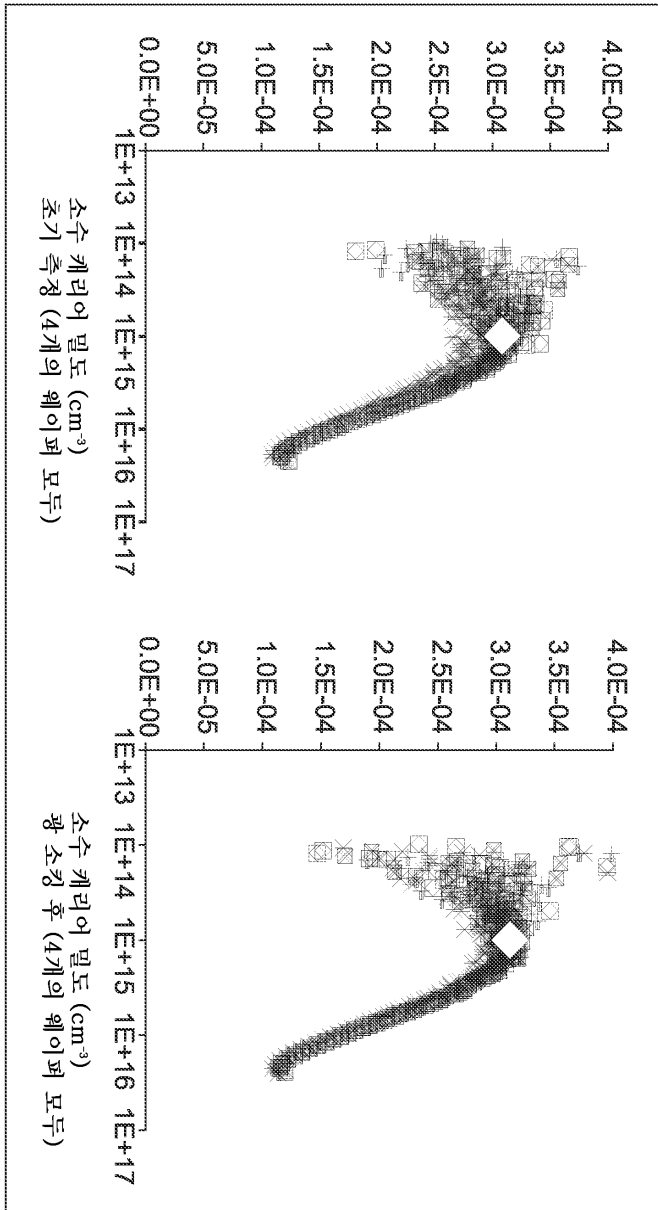 4.0E-04
3.5E-04
3.0E-04
2.5E-04
2.0E-04
1.5E-04
1.0E-04
5.0E-05
0.0E+00
1E+13 1E+14 1E+15 1E+16 1E+17
소수 캐리어 밀도 (cm⁻³)
초기 측정 (4개의 웨이퍼 모두)
4.0E-04
3.5E-04
3.0E-04
2.5E-04
2.0E-04
1.5E-04
1.0E-04
5.0E-05
0.0E+00
1E+13 1E+14 1E+15 1E+16 1E+17
소수 캐리어 밀도 (cm⁻³)
광 소킹 후 (4개의 웨이퍼 모두)